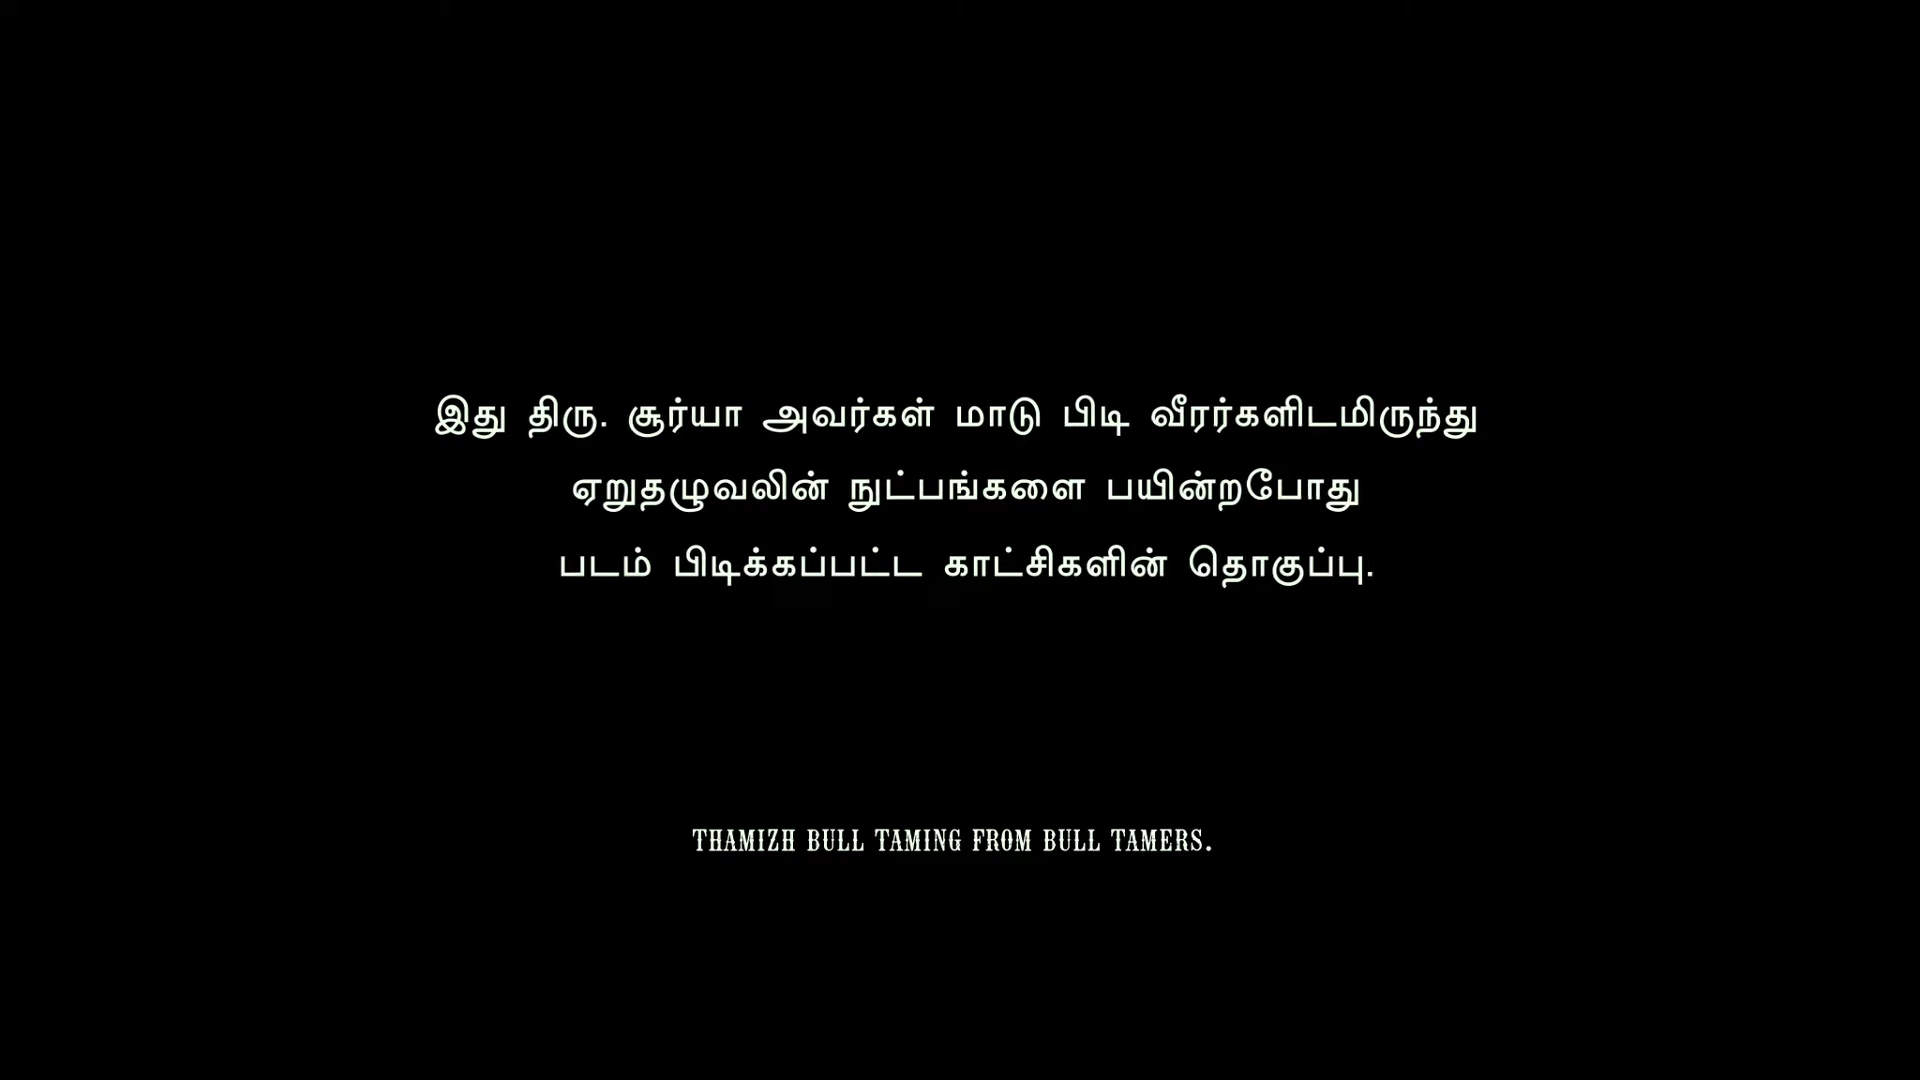 இது திரு. சூர்யா அவர்கள் மாடு பிடி வீரர்களிடமிருந்து
ஏறுதழுவலின் நுட்பங்களை பயின்றபோது
படம் பிடிக்கப்பட்ட காட்சிகளின் தொகுப்பு.
THAMIZH BULL TAMING FROM BULL TAMERS.